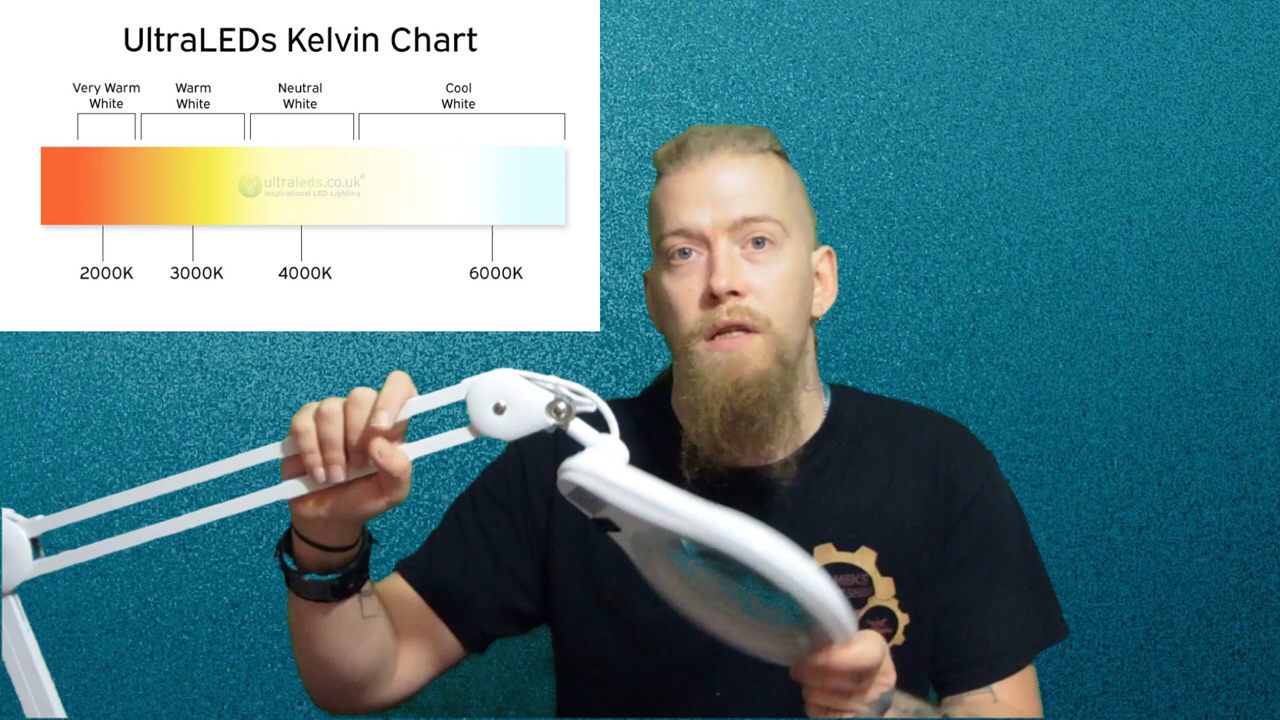 UltraLEDs Kelvin Chart
Very Warm
White
Warm
White
Neutral
White
Cool
White
ultraleds.co.uk®
Inspirational LED Lighting
2000K
3000K
4000K
6000K